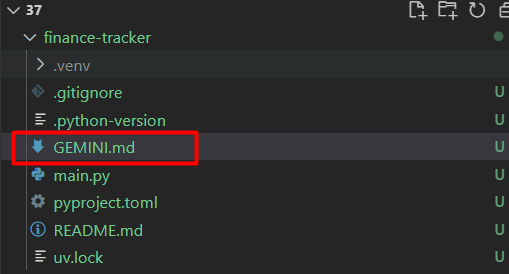 37
finance-tracker
.venv
.gitignore U
.python-version U
GEMINI.md U
main.py U
pyproject.toml U
README.md U
uv.lock U